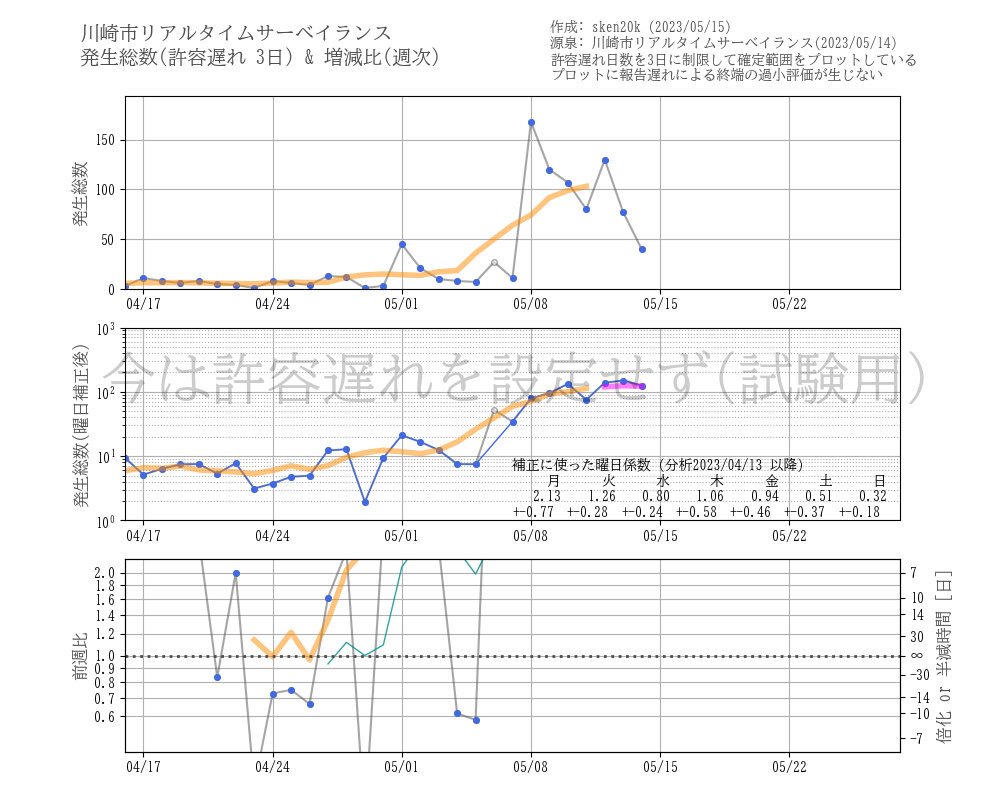 川崎市リアルタイムサーベイランス
発生総数(許容遅れ 3日) & 増減比(週次)
作成: sken20k (2023/05/15)
源泉: 川崎市リアルタイムサーベイランス(2023/05/14)
許容遅れ日数を3日に制限して確定範囲をプロットしている
プロットに報告遅れによる終端の過小評価が生じない
発生総数
150
100
50
0
04/17 04/24 05/01 05/08 05/15 05/22
今は許容遅れを設定せず(試験用)
発生総数(曜日補正後)
10³
10²
10¹
10⁰
補正に使った曜日係数 (分析2023/04/13 以降)
月 火 水 木 金 土 日
2.13 1.26 0.80 1.06 0.94 0.51 0.32
+-0.77 +-0.28 +-0.24 +-0.58 +-0.46 +-0.37 +-0.18
04/17 04/24 05/01 05/08 05/15 05/22
前週比
2.0
1.8
1.6
1.4
1.2
1.0
0.9
0.8
0.7
0.6
7
10
14
30
∞
-30
-14
-10
-7
倍化 or 半減時間 [日]
04/17 04/24 05/01 05/08 05/15 05/22